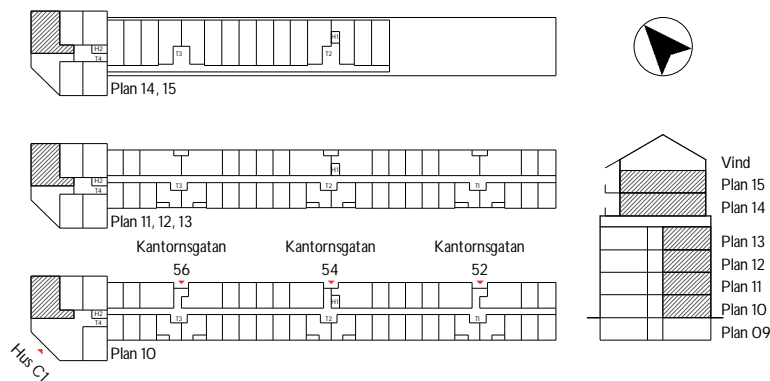 H1
H2
T3
T2
T4
Plan 14, 15
H1
H2
T3
T2
T1
T4
Plan 11, 12, 13
Kantornsgatan
56
Kantornsgatan
54
Kantornsgatan
52
H1
H2
T3
T2
T1
T4
Plan 10
Hus C1
Vind
Plan 15
Plan 14
Plan 13
Plan 12
Plan 11
Plan 10
Plan 09